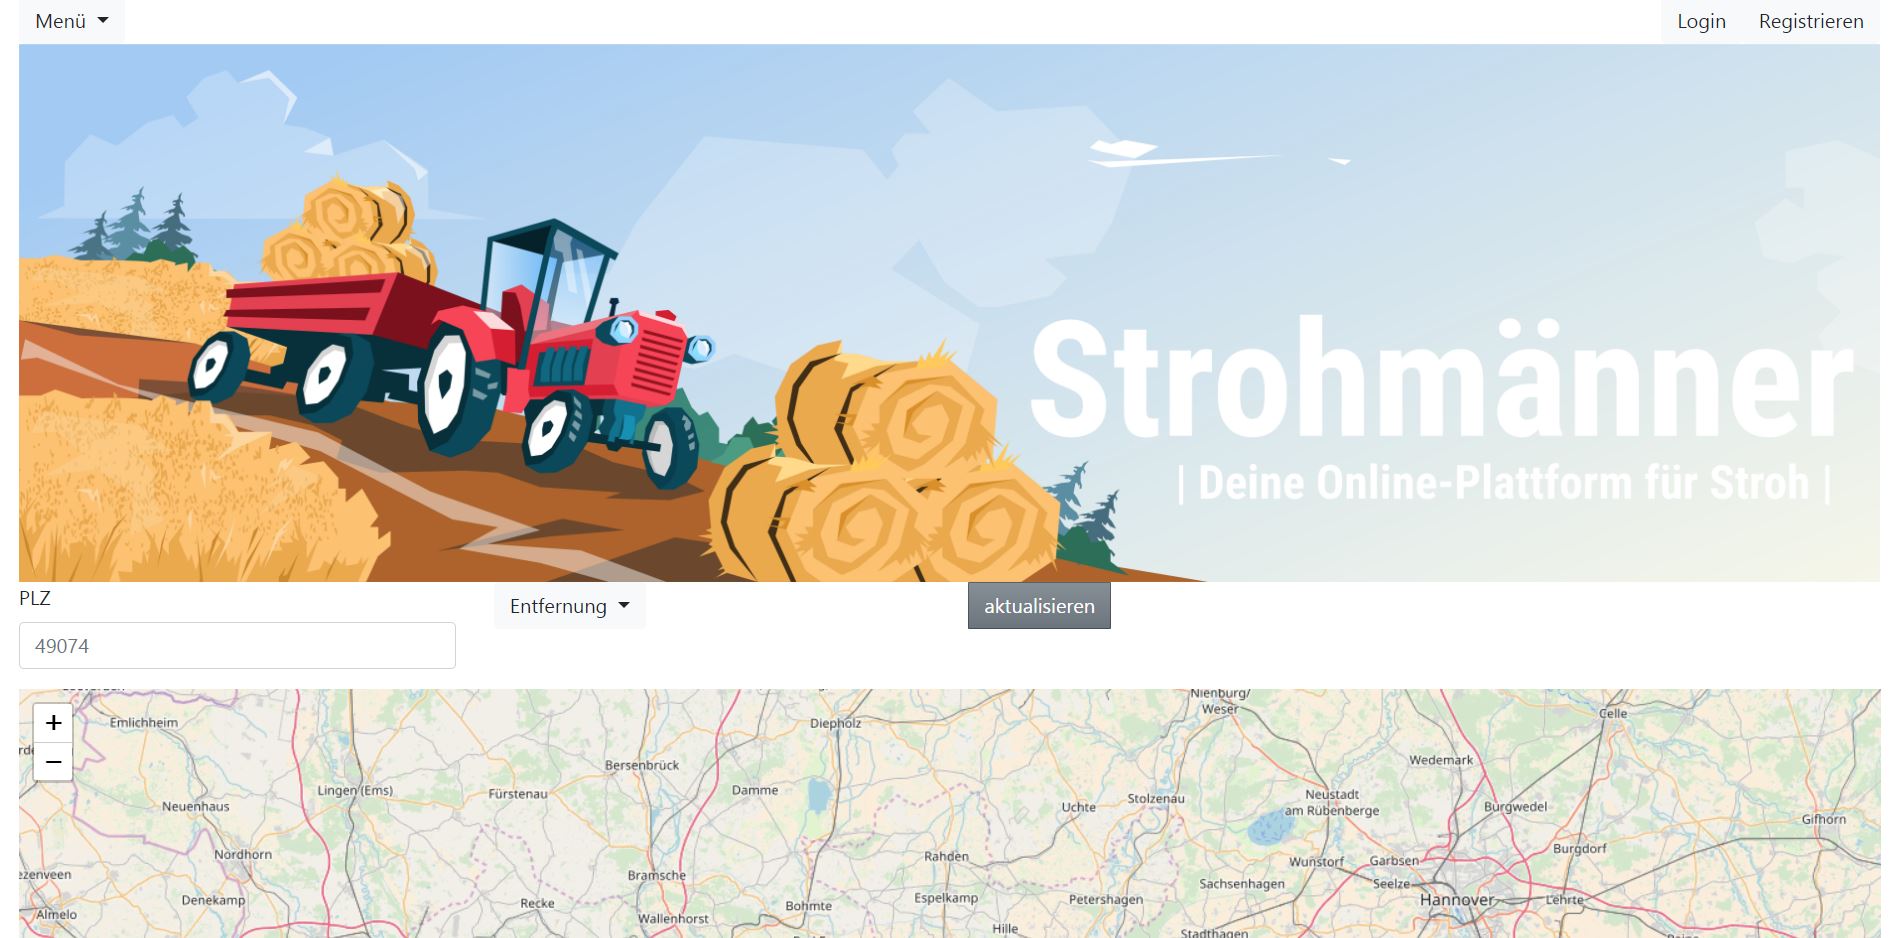 Menü
Login
Registrieren
Strohmänner
| Deine Online-Plattform für Stroh |
PLZ
Entfernung
aktualisieren
49074
+
−
Emlichheim
Diepholz
Nienburg/
Weser
Celle
Bersenbrück
Wedemark
Lingen (Ems)
Fürstenau
Damme
Neuenhaus
Uchte
Stolzenau
Neustadt
am Rübenberge
Burgwedel
Gifhorn
Nordhorn
Rahden
Wunstorf
Garbsen
Burgdorf
Bramsche
Sachsenhagen
Seelze
Denekamp
Recke
Bohmte
Espelkamp
Petershagen
Hannover
Lehrte
Almelo
Wallenhorst
Hille
Stadthagen